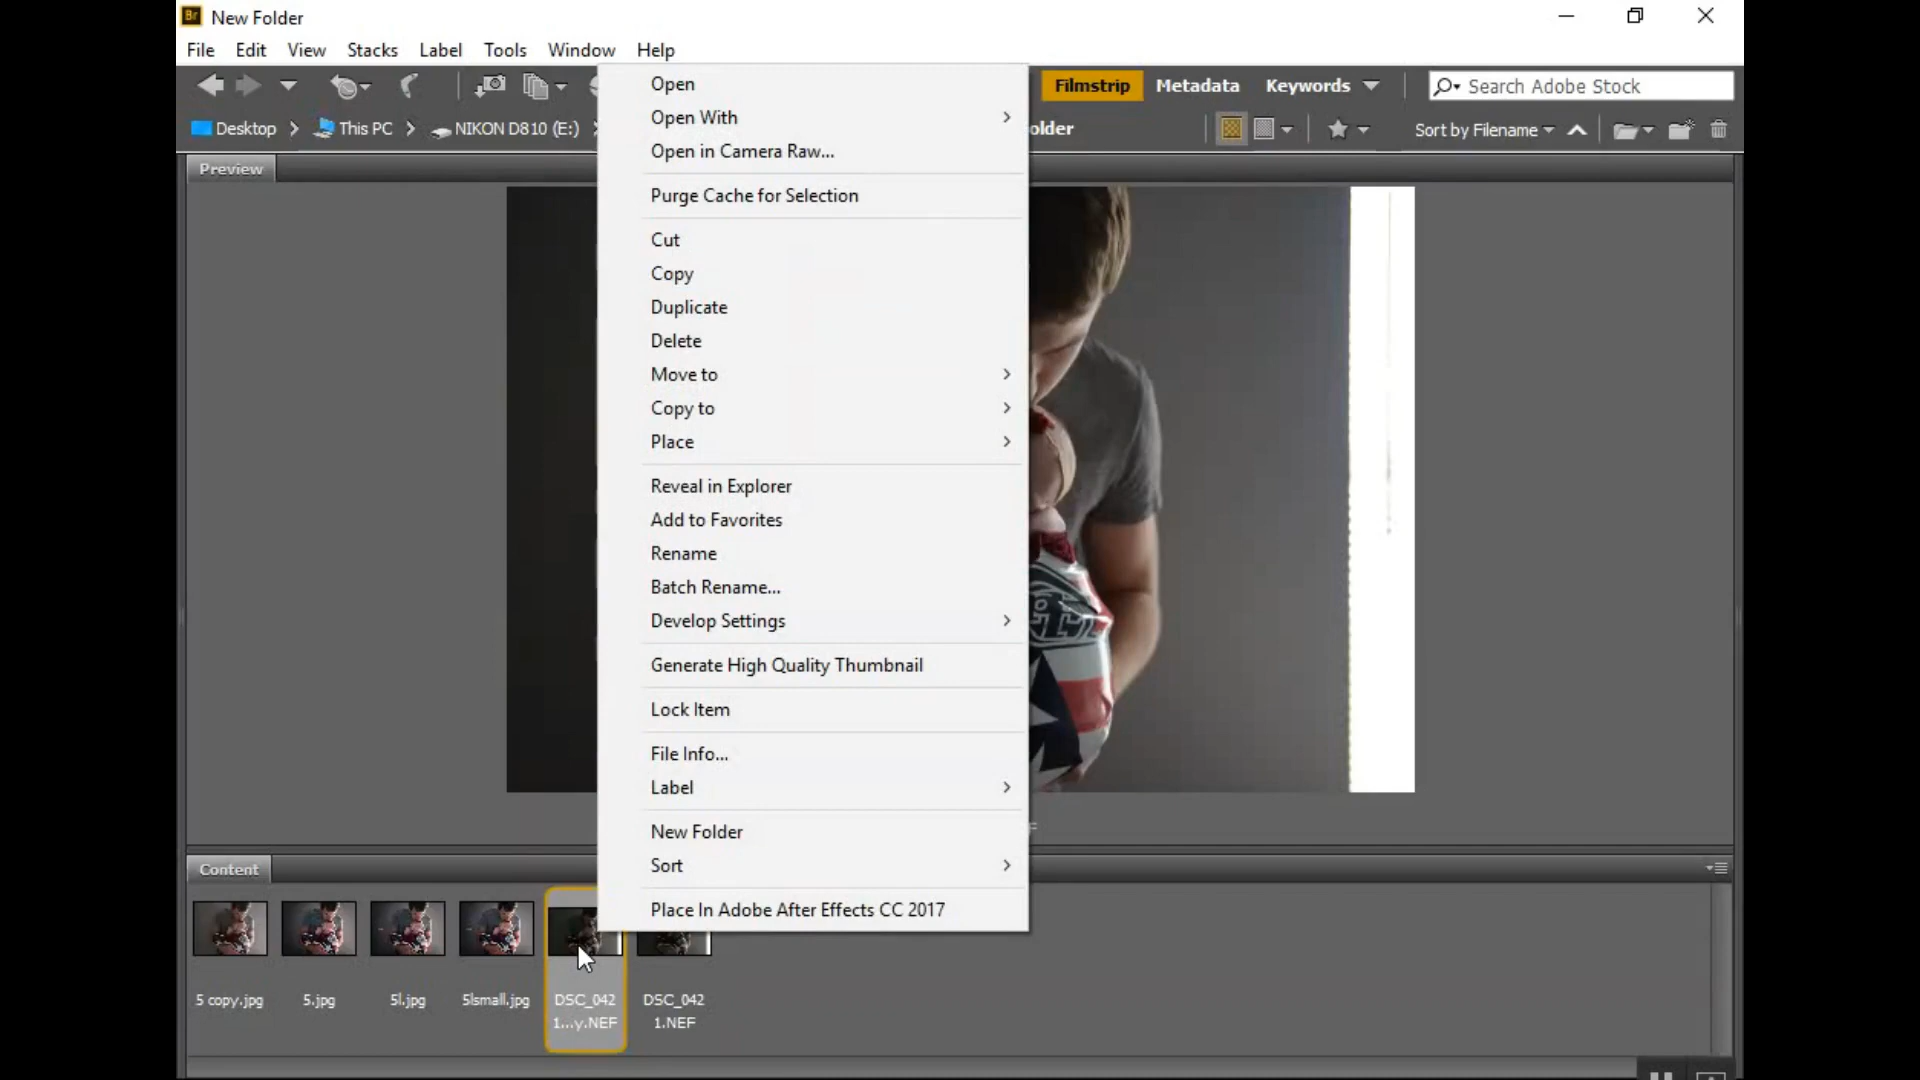 Br New Folder
File Edit View Stacks Label Tools Window Help
Filmstrip Metadata Keywords Search Adobe Stock
Desktop This PC NIKON D810 (E:) older Sort by Filename
Preview
Open
Open With
Open in Camera Raw...
Purge Cache for Selection
Cut
Copy
Duplicate
Delete
Move to
Copy to
Place
Reveal in Explorer
Add to Favorites
Rename
Batch Rename...
Develop Settings
Generate High Quality Thumbnail
Lock Item
File Info...
Label
New Folder
Sort
Place In Adobe After Effects CC 2017
Content
5 copy.jpg 5.jpg 5l.jpg 5lsmall.jpg DSC_042 DSC_042
1...y.NEF 1.NEF